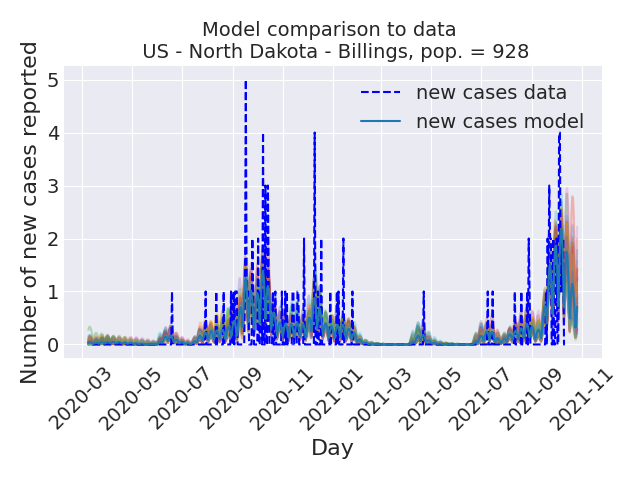 Model comparison to data
US - North Dakota - Billings, pop. = 928
Number of new cases reported
5
4
3
2
1
0
new cases data
new cases model
2020-03
2020-05
2020-07
2020-09
2020-11
2021-01
2021-03
2021-05
2021-07
2021-09
2021-11
Day